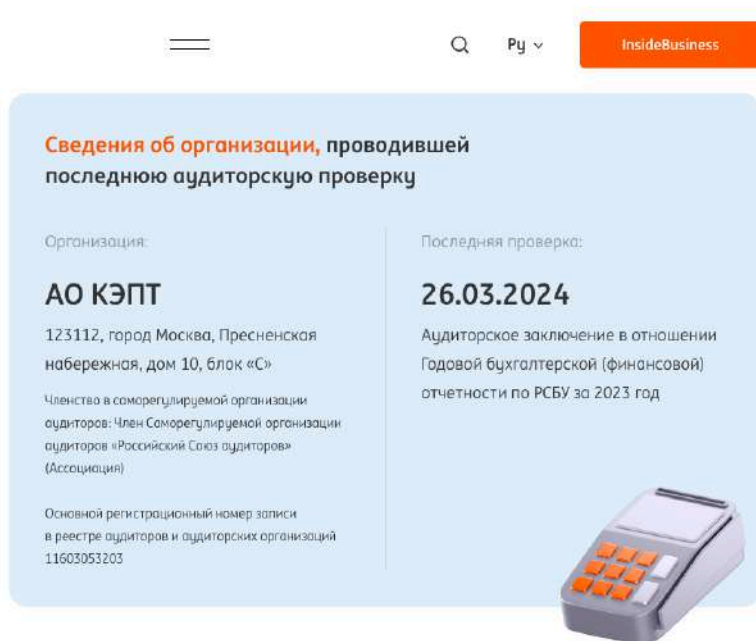 Ру
InsideBusiness
Сведения об организации, проводившей
последнюю аудиторскую проверку
Организация:
АО КЭПТ
123112, город Москва, Пресненская
набережная, дом 10, блок «С»
Членство в саморегулируемой организации
аудиторов: Член Саморегулируемой организации
аудиторов «Российский Союз аудиторов»
(Ассоциация)
Основной регистрационный номер записи
в реестре аудиторов и аудиторских организаций
11603053203
Последняя проверка:
26.03.2024
Аудиторское заключение в отношении
Годовой бухгалтерской (финансовой)
отчетности по РСБУ за 2023 год